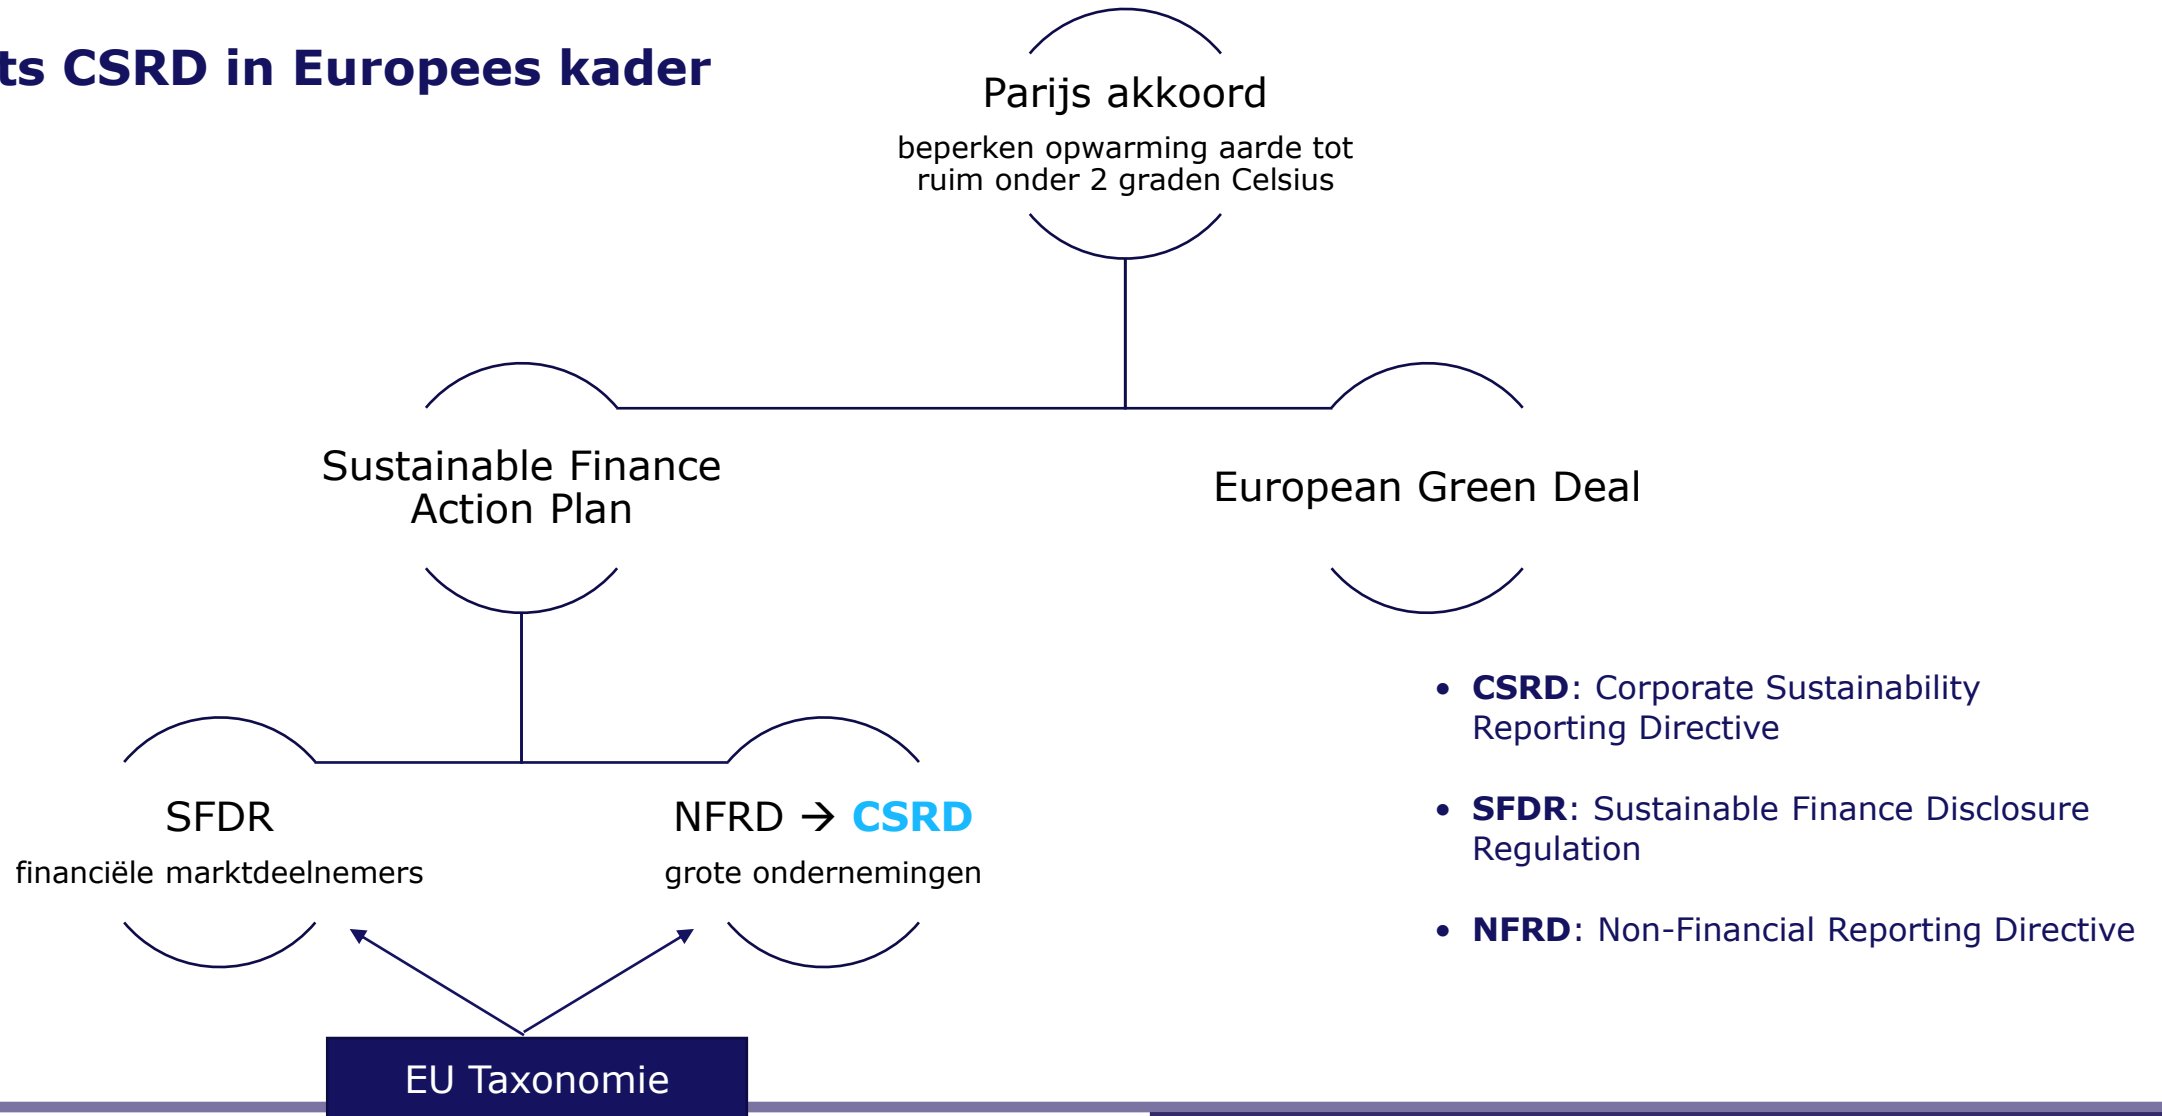 ts CSRD in Europees kader
Parijs akkoord
beperken opwarming aarde tot
ruim onder 2 graden Celsius
Sustainable Finance
Action Plan
European Green Deal
SFDR
financiële marktdeelnemers
NFRD → CSRD
grote ondernemingen
EU Taxonomie
• CSRD: Corporate Sustainability
Reporting Directive
• SFDR: Sustainable Finance Disclosure
Regulation
• NFRD: Non-Financial Reporting Directive